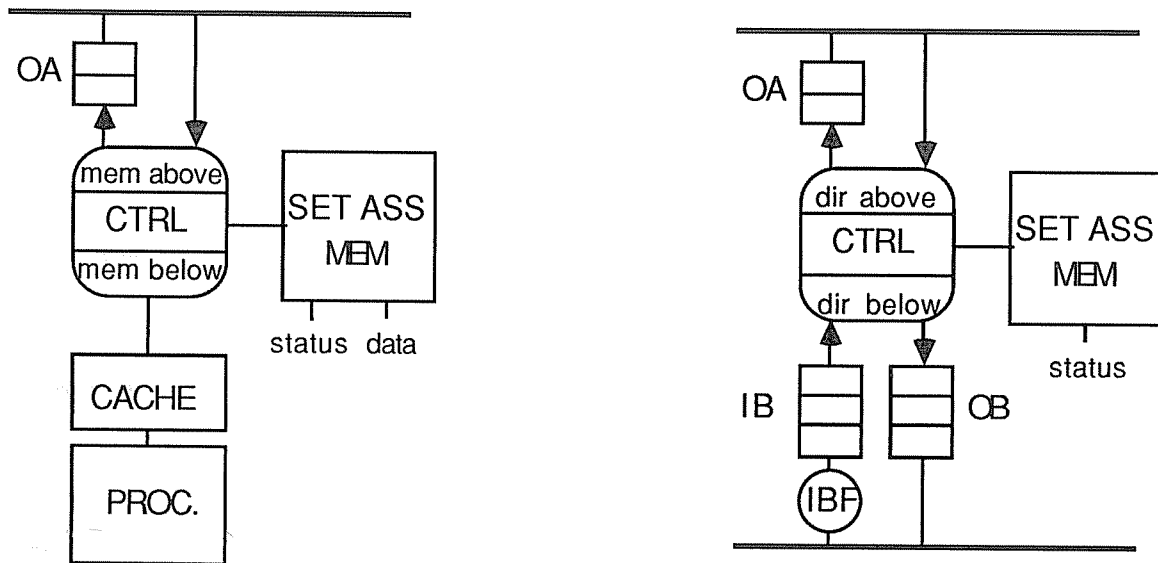 OA
mem above
CTRL
mem below
SET ASS
MEM
status data
CACHE
PROC.
OA
dir above
CTRL
dir below
SET ASS
MEM
status
IB
OB
IBF